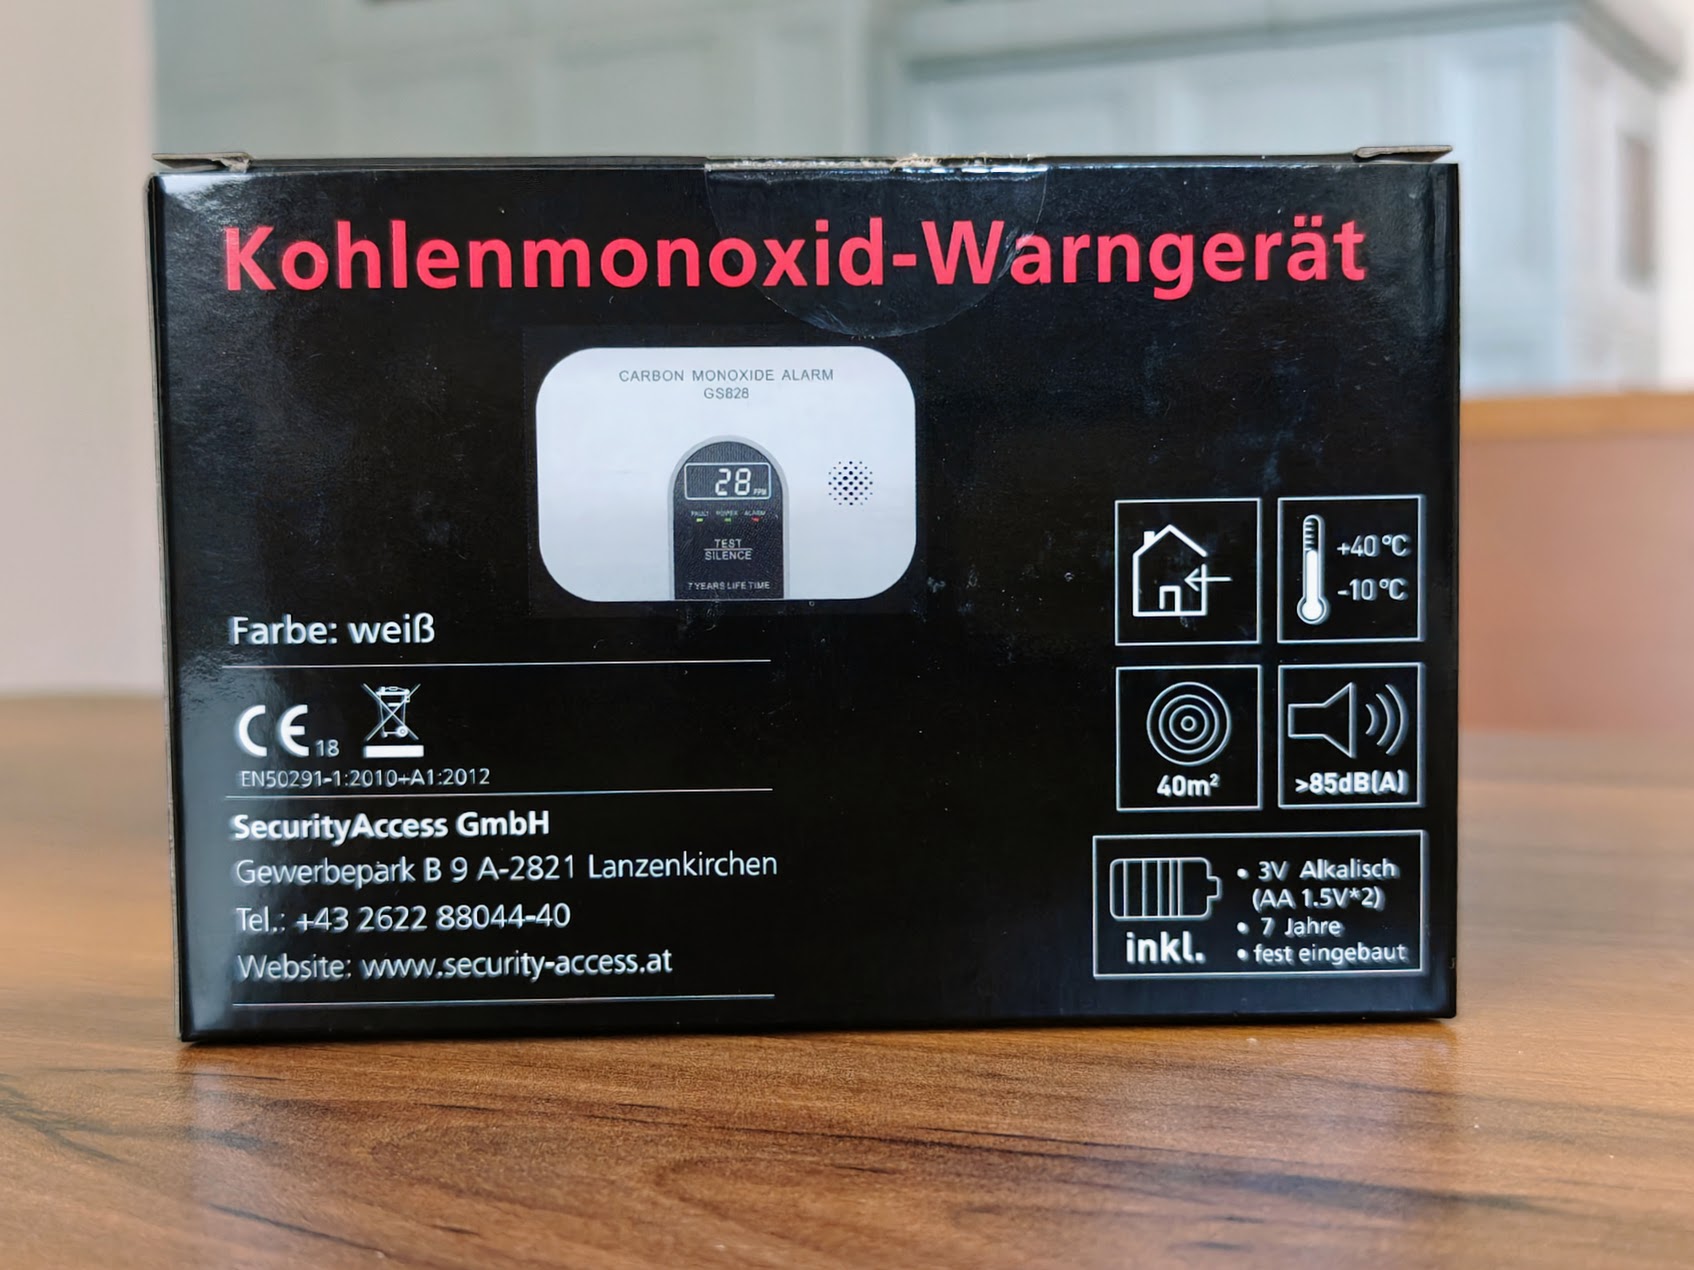 Kohlenmonoxid-Warngerät
CARBON MONOXIDE ALARM
GS828
28 PPM
FAULT POWER ALARM
TEST
SILENCE
7 YEARS LIFE TIME
Farbe: weiß
CE 18
EN50291-1:2010+A1:2012
SecurityAccess GmbH
Gewerbepark B 9 A-2821 Lanzenkirchen
Tel.: +43 2622 88044-40
Website: www.security-access.at
+40 °C
-10 °C
40m²
>85dB(A)
inkl.
• 3V Alkalisch
(AA 1.5V*2)
• 7 Jahre
• fest eingebaut